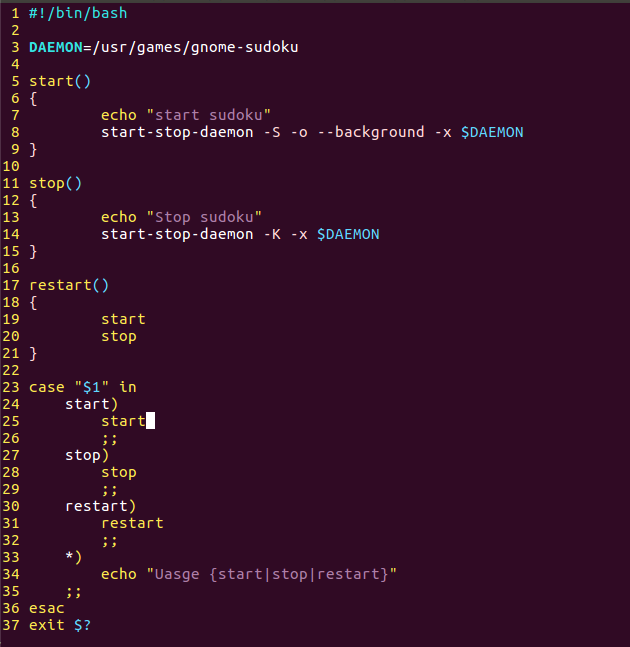 1 #!/bin/bash
2
3 DAEMON=/usr/games/gnome-sudoku
4
5 start()
6 {
7         echo "start sudoku"
8         start-stop-daemon -S -o --background -x $DAEMON
9 }
10
11 stop()
12 {
13         echo "Stop sudoku"
14         start-stop-daemon -K -x $DAEMON
15 }
16
17 restart()
18 {
19         start
20         stop
21 }
22
23 case "$1" in
24     start)
25         start
26         ;;
27     stop)
28         stop
29         ;;
30     restart)
31         restart
32         ;;
33     *)
34         echo "Uasge {start|stop|restart}"
35     ;;
36 esac
37 exit $?